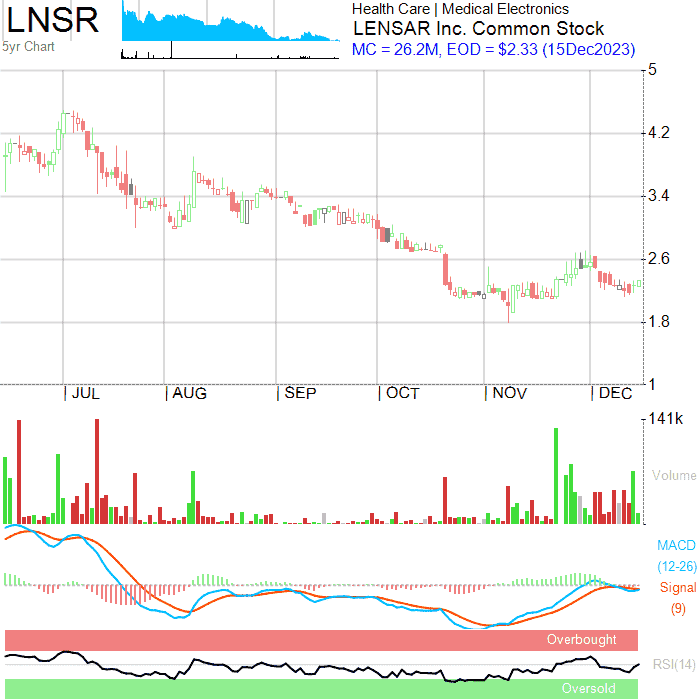 LNSR
5yr Chart
Health Care | Medical Electronics
LENSAR Inc. Common Stock
MC = 26.2M, EOD = $2.33 (15Dec2023)
5
4.2
3.4
2.6
1.8
1
JUL AUG SEP OCT NOV DEC
141k
Volume
MACD
(12-26)
Signal
(9)
Overbought
RSI(14)
Oversold